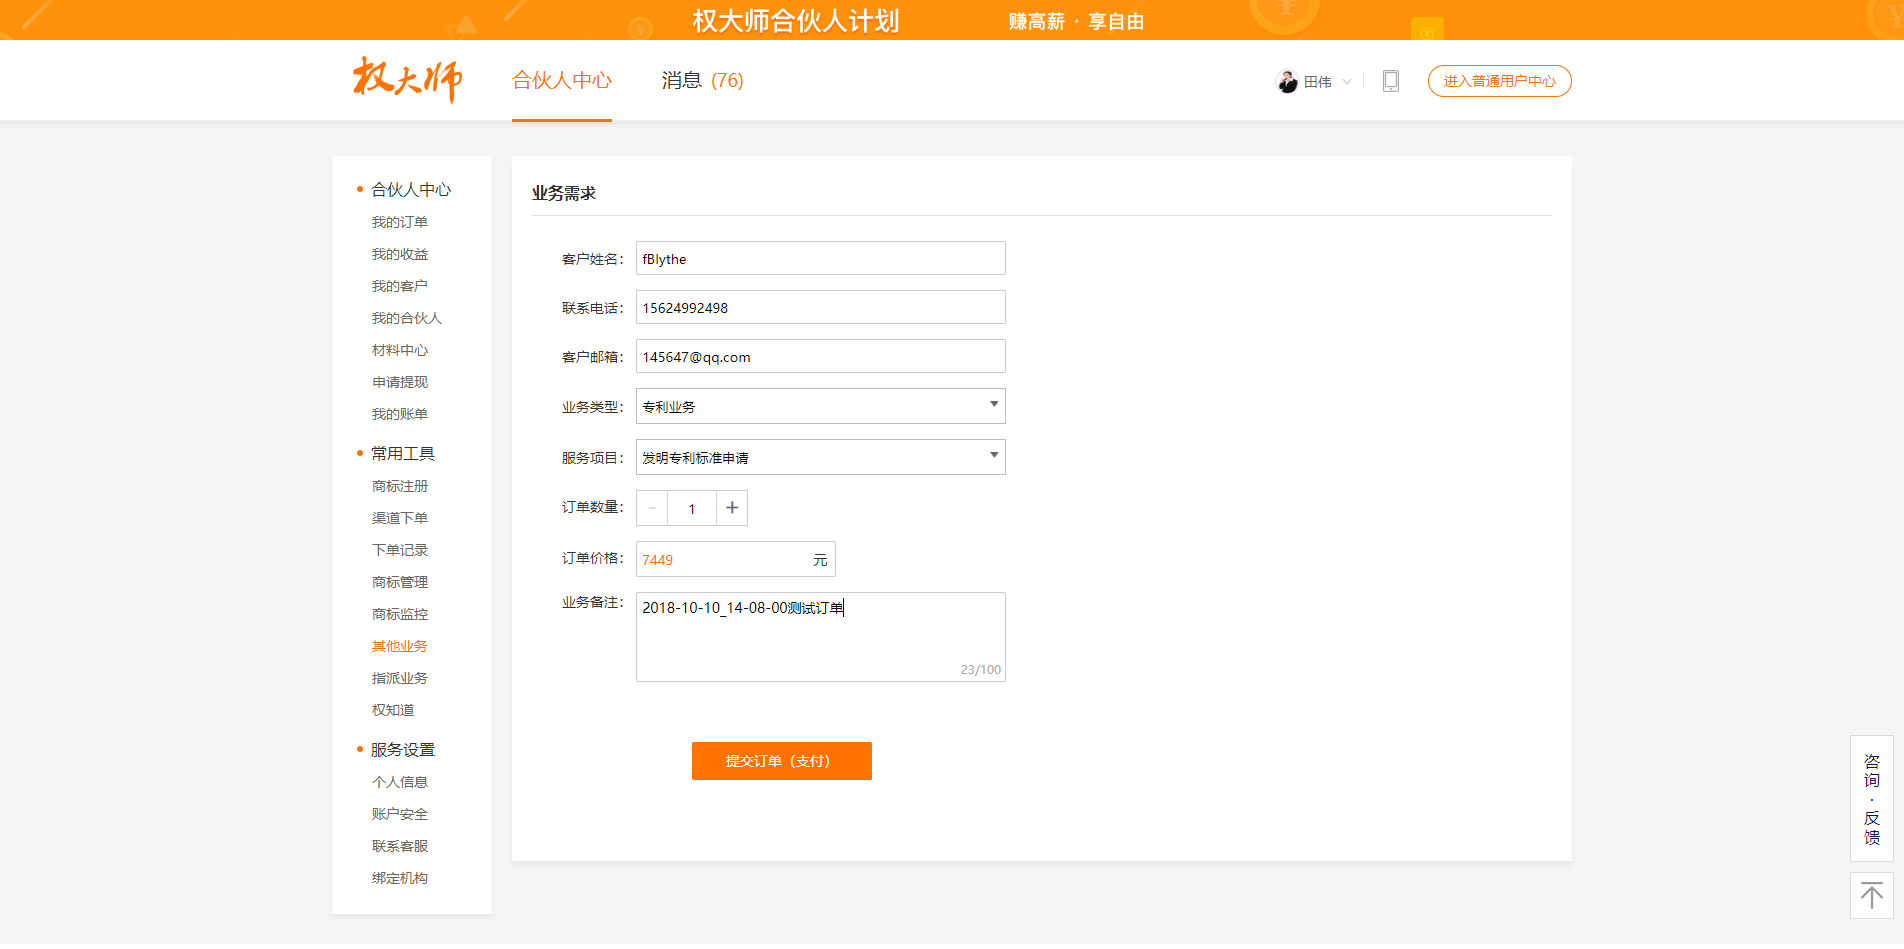 权大师合伙人计划 赚高薪 · 享自由
权大师 合伙人中心 消息 (76) 田伟 进入普通用户中心
合伙人中心
我的订单
我的收益
我的客户
我的合伙人
材料中心
申请提现
我的账单
常用工具
商标注册
渠道下单
下单记录
商标管理
商标监控
其他业务
指派业务
权知道
服务设置
个人信息
账户安全
联系客服
绑定机构
业务需求
客户姓名： fBlythe
联系电话： 15624992498
客户邮箱： 145647@qq.com
业务类型： 专利业务
服务项目： 发明专利标准申请
订单数量： − 1 +
订单价格： 7449 元
业务备注： 2018-10-10_14-08-00测试订单
23/100
提交订单（支付）
咨询·反馈